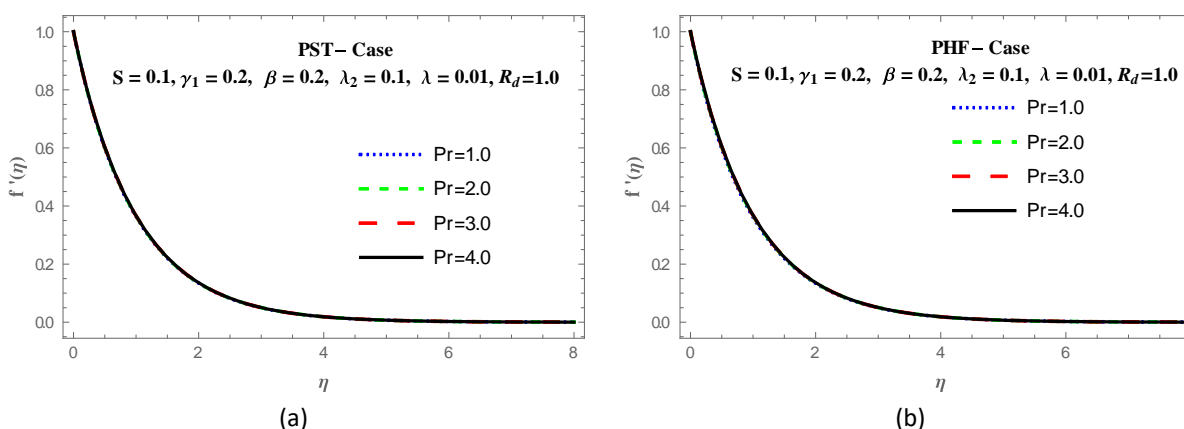 PST - Case
S = 0.1, γ₁ = 0.2, β = 0.2, λ₂ = 0.1, λ = 0.01, R_d=1.0
Pr=1.0
Pr=2.0
Pr=3.0
Pr=4.0
f '(η)
1.0
0.8
0.6
0.4
0.2
0.0
0 2 4 6 8
η
(a)
PHF - Case
S = 0.1, γ₁ = 0.2, β = 0.2, λ₂ = 0.1, λ = 0.01, R_d=1.0
Pr=1.0
Pr=2.0
Pr=3.0
Pr=4.0
f '(η)
1.0
0.8
0.6
0.4
0.2
0.0
0 2 4 6
η
(b)